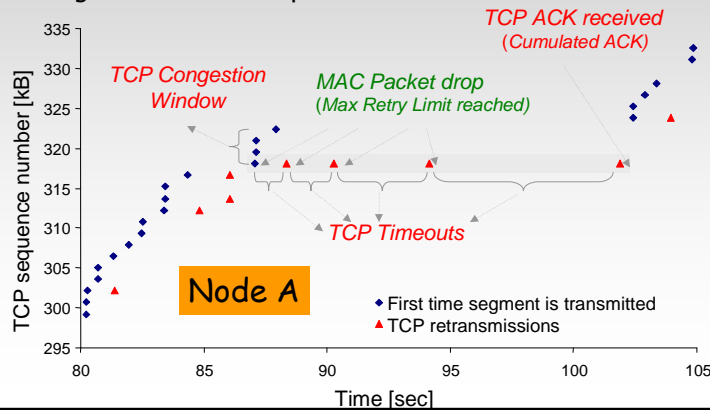 TCP ACK received
(Cumulated ACK)
TCP Congestion
Window
MAC Packet drop
(Max Retry Limit reached)
TCP Timeouts
Node A
First time segment is transmitted
TCP retransmissions
TCP sequence number [kB]
335
330
325
320
315
310
305
300
295
80
85
90
95
100
105
Time [sec]